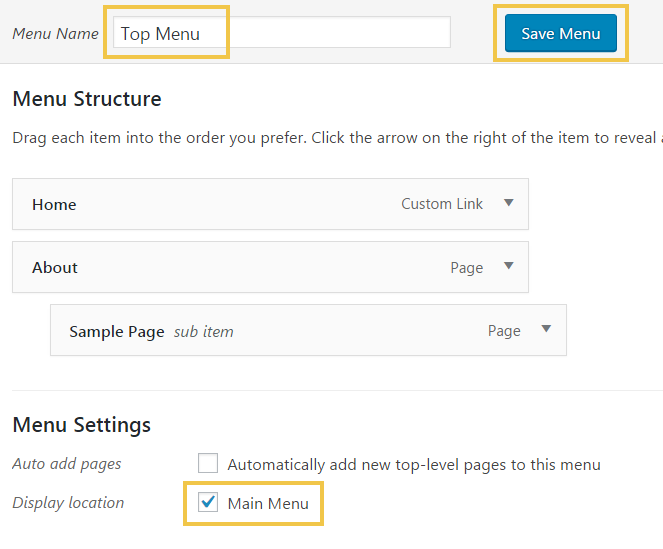 Menu Name Top Menu Save Menu
Menu Structure
Drag each item into the order you prefer. Click the arrow on the right of the item to reveal
Home Custom Link
About Page
Sample Page sub item Page
Menu Settings
Auto add pages Automatically add new top-level pages to this menu
Display location Main Menu